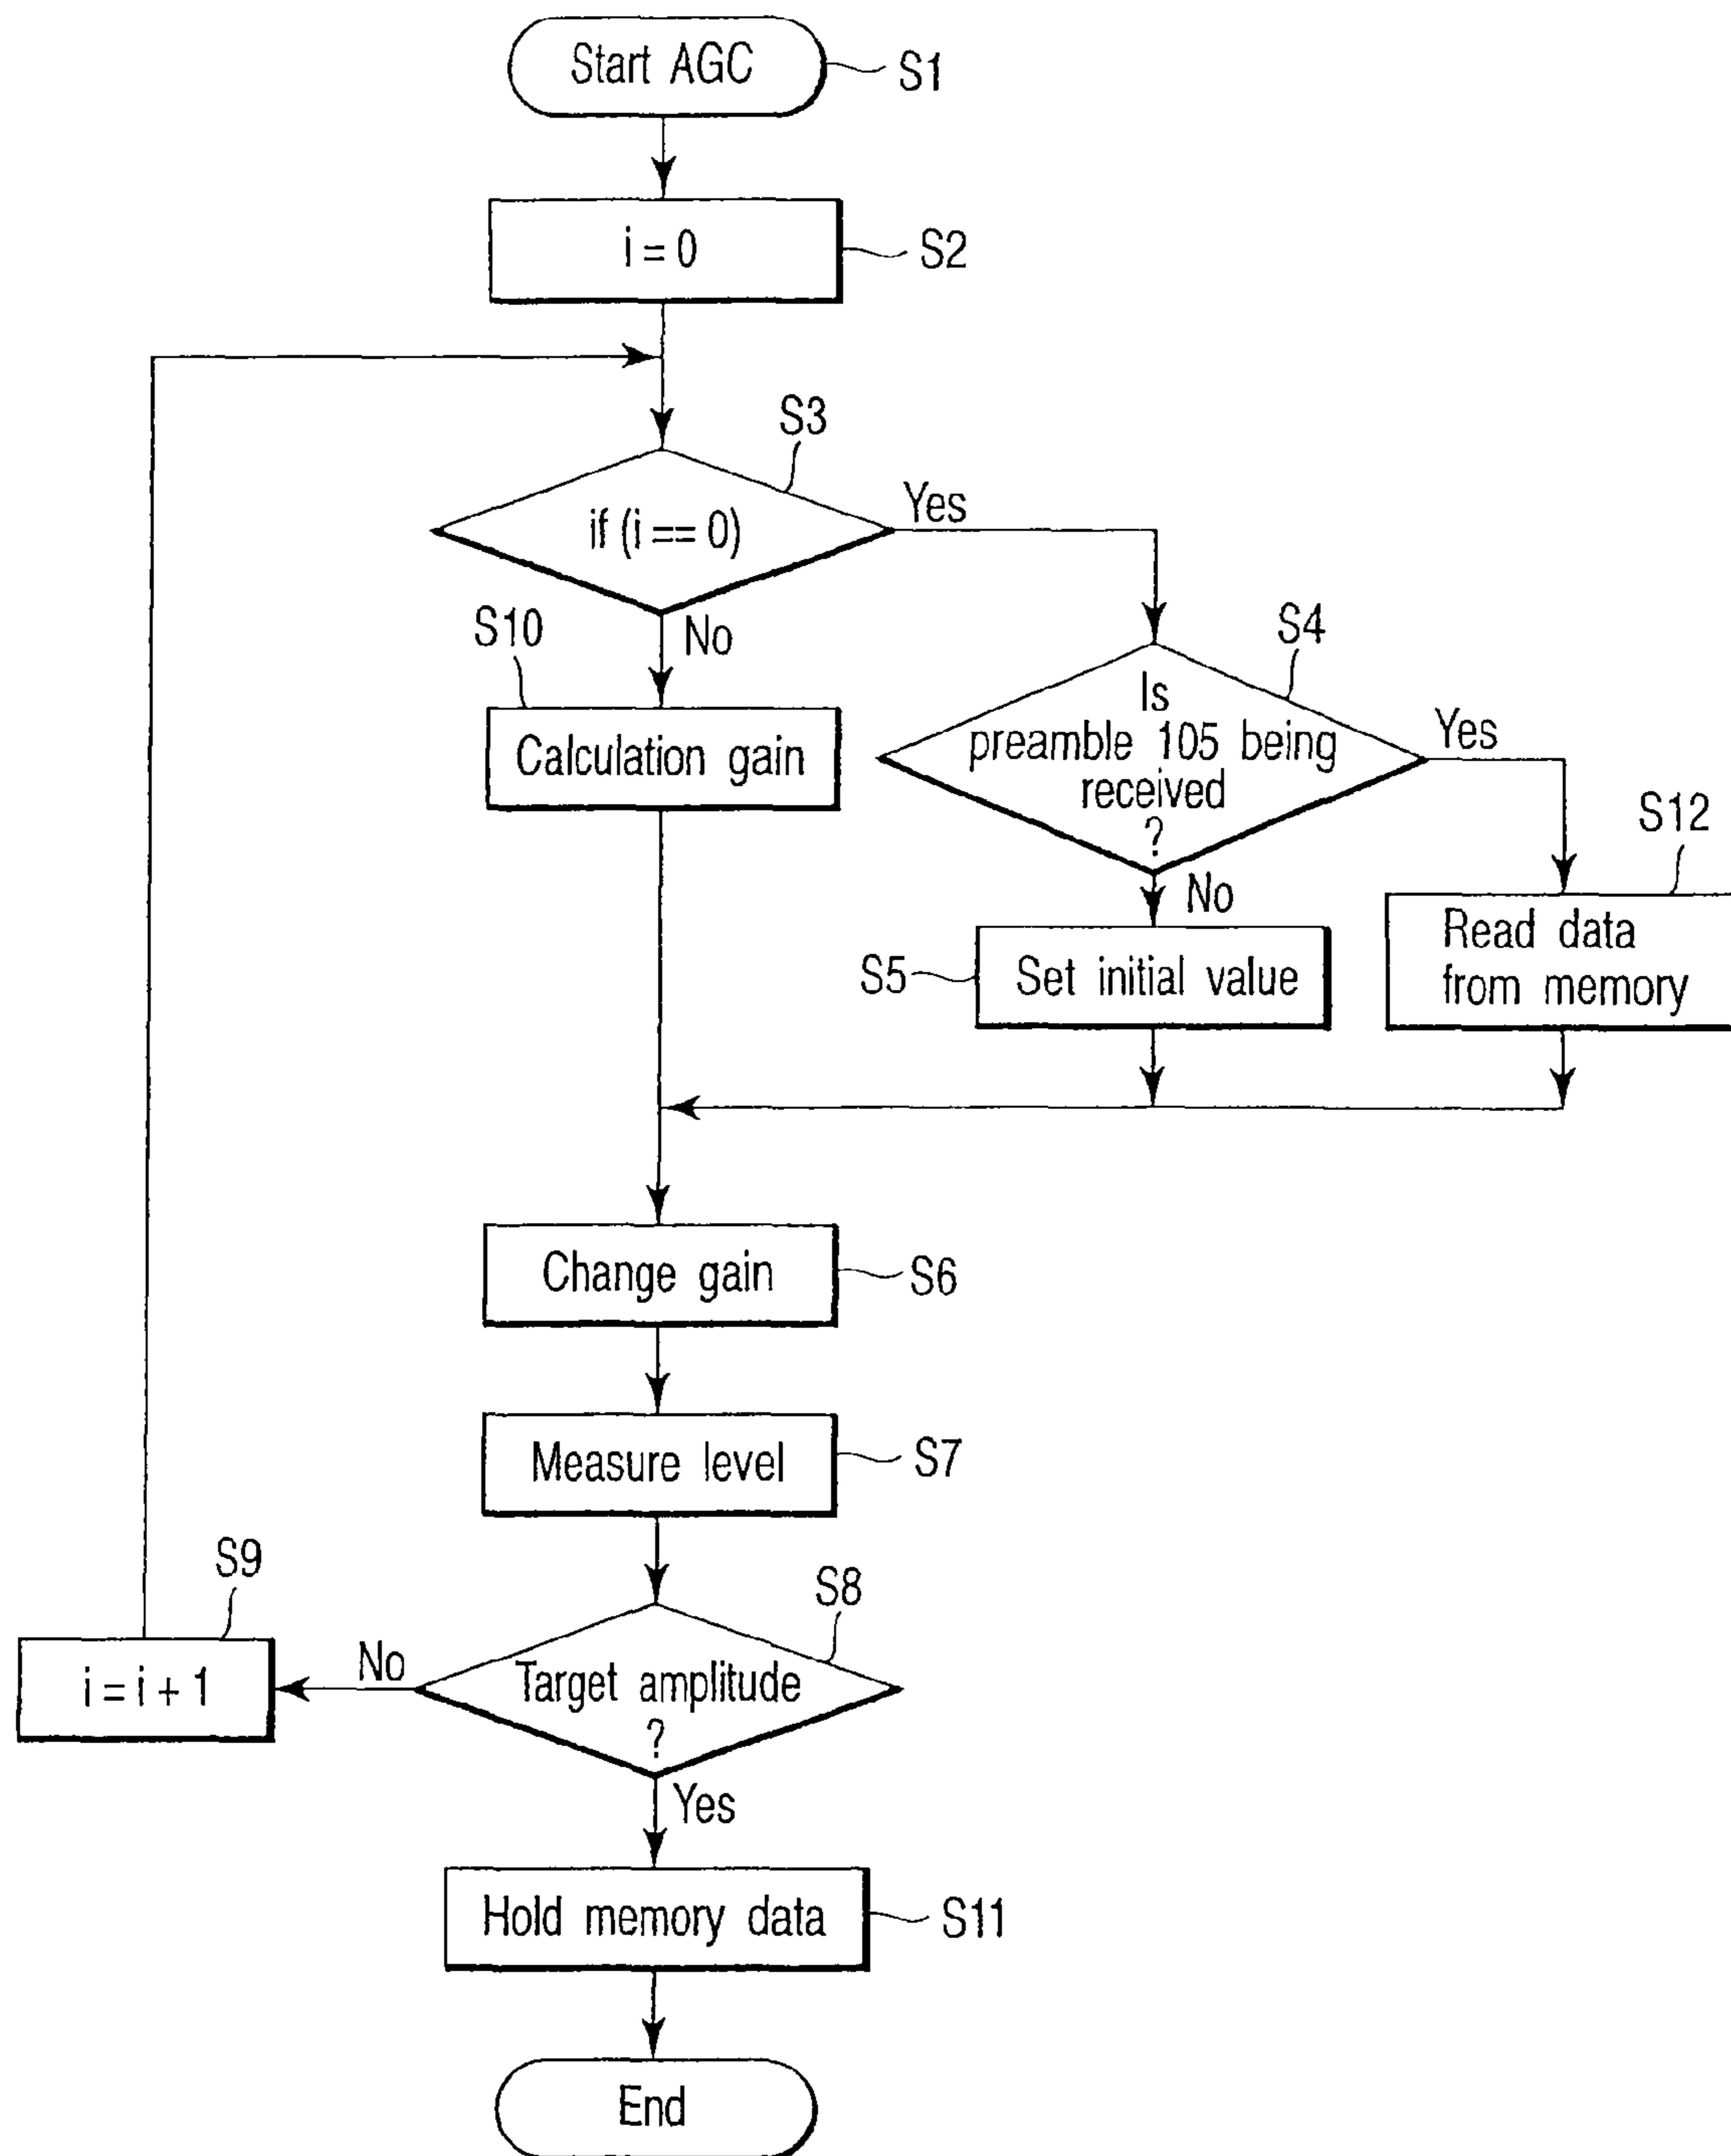 Start AGC
S1
i = 0
S2
S3
if (i == 0)
Yes
S10
No
S4
Calculation gain
Is
preamble 105 being
received
?
Yes
S12
No
S5
Set initial value
Read data
from memory
Change gain
S6
Measure level
S7
S9
S8
i = i + 1
No
Target amplitude
?
Yes
Hold memory data
S11
End